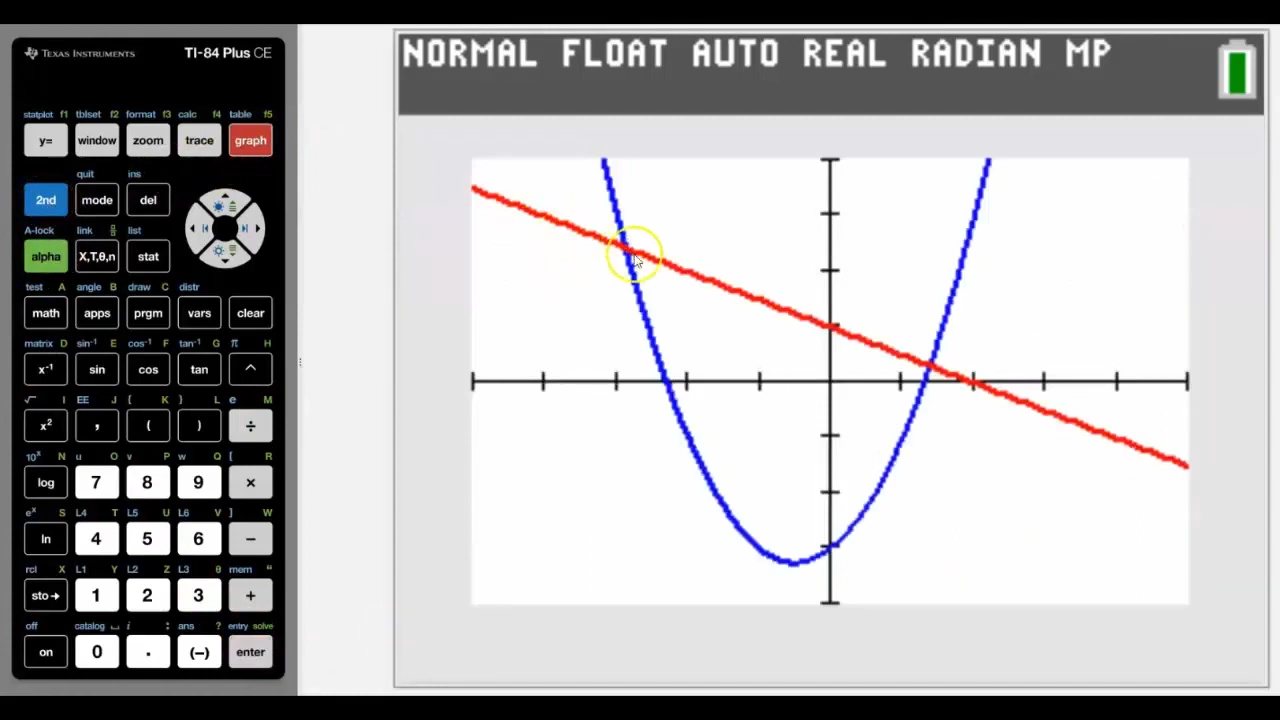 TEXAS INSTRUMENTS TI-84 Plus CE
NORMAL FLOAT AUTO REAL RADIAN MP
statplot f1 tblset f2 format f3 calc f4 table f5
y= window zoom trace graph
quit ins
2nd mode del
A-lock link list
alpha X,T,θ,n stat
test A angle B draw C distr
math apps prgm vars clear
matrix D sin⁻¹ E cos⁻¹ F tan⁻¹ G π H
x⁻¹ sin cos tan ^
√ I EE J { K } L e M
x² , ( ) ÷
10ˣ N u O v P w Q [ R
log 7 8 9 ×
eˣ S L4 T L5 U L6 V ] W
ln 4 5 6 −
rcl X L1 Y L2 Z L3 θ mem "
sto→ 1 2 3 +
off catalog ⎵ i : ans ? entry solve
on 0 . (−) enter